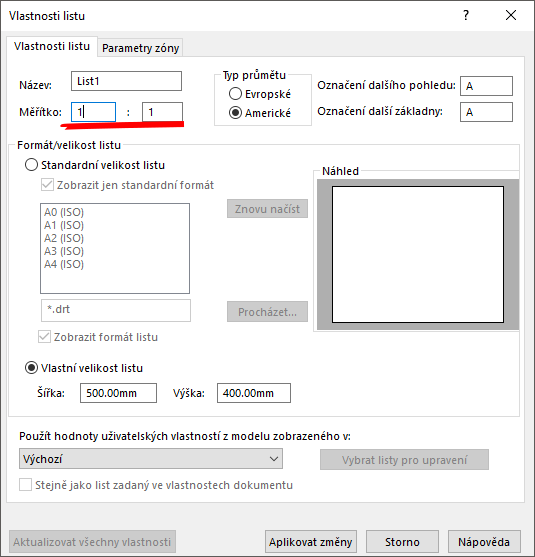 Vlastnosti listu
Vlastnosti listu
Parametry zóny
Název: List1
Měřítko: 1 : 1
Typ průmětu
Evropské
Americké
Označení dalšího pohledu: A
Označení další základny: A
Formát/velikost listu
Standardní velikost listu
Zobrazit jen standardní formát
A0 (ISO)
A1 (ISO)
A2 (ISO)
A3 (ISO)
A4 (ISO)
Znovu načíst
*.drt
Procházet...
Zobrazit formát listu
Náhled
Vlastní velikost listu
Šířka: 500.00mm Výška: 400.00mm
Použít hodnoty uživatelských vlastností z modelu zobrazeného v:
Výchozí
Vybrat listy pro upravení
Stejně jako list zadaný ve vlastnostech dokumentu
Aktualizovat všechny vlastnosti
Aplikovat změny
Storno
Nápověda